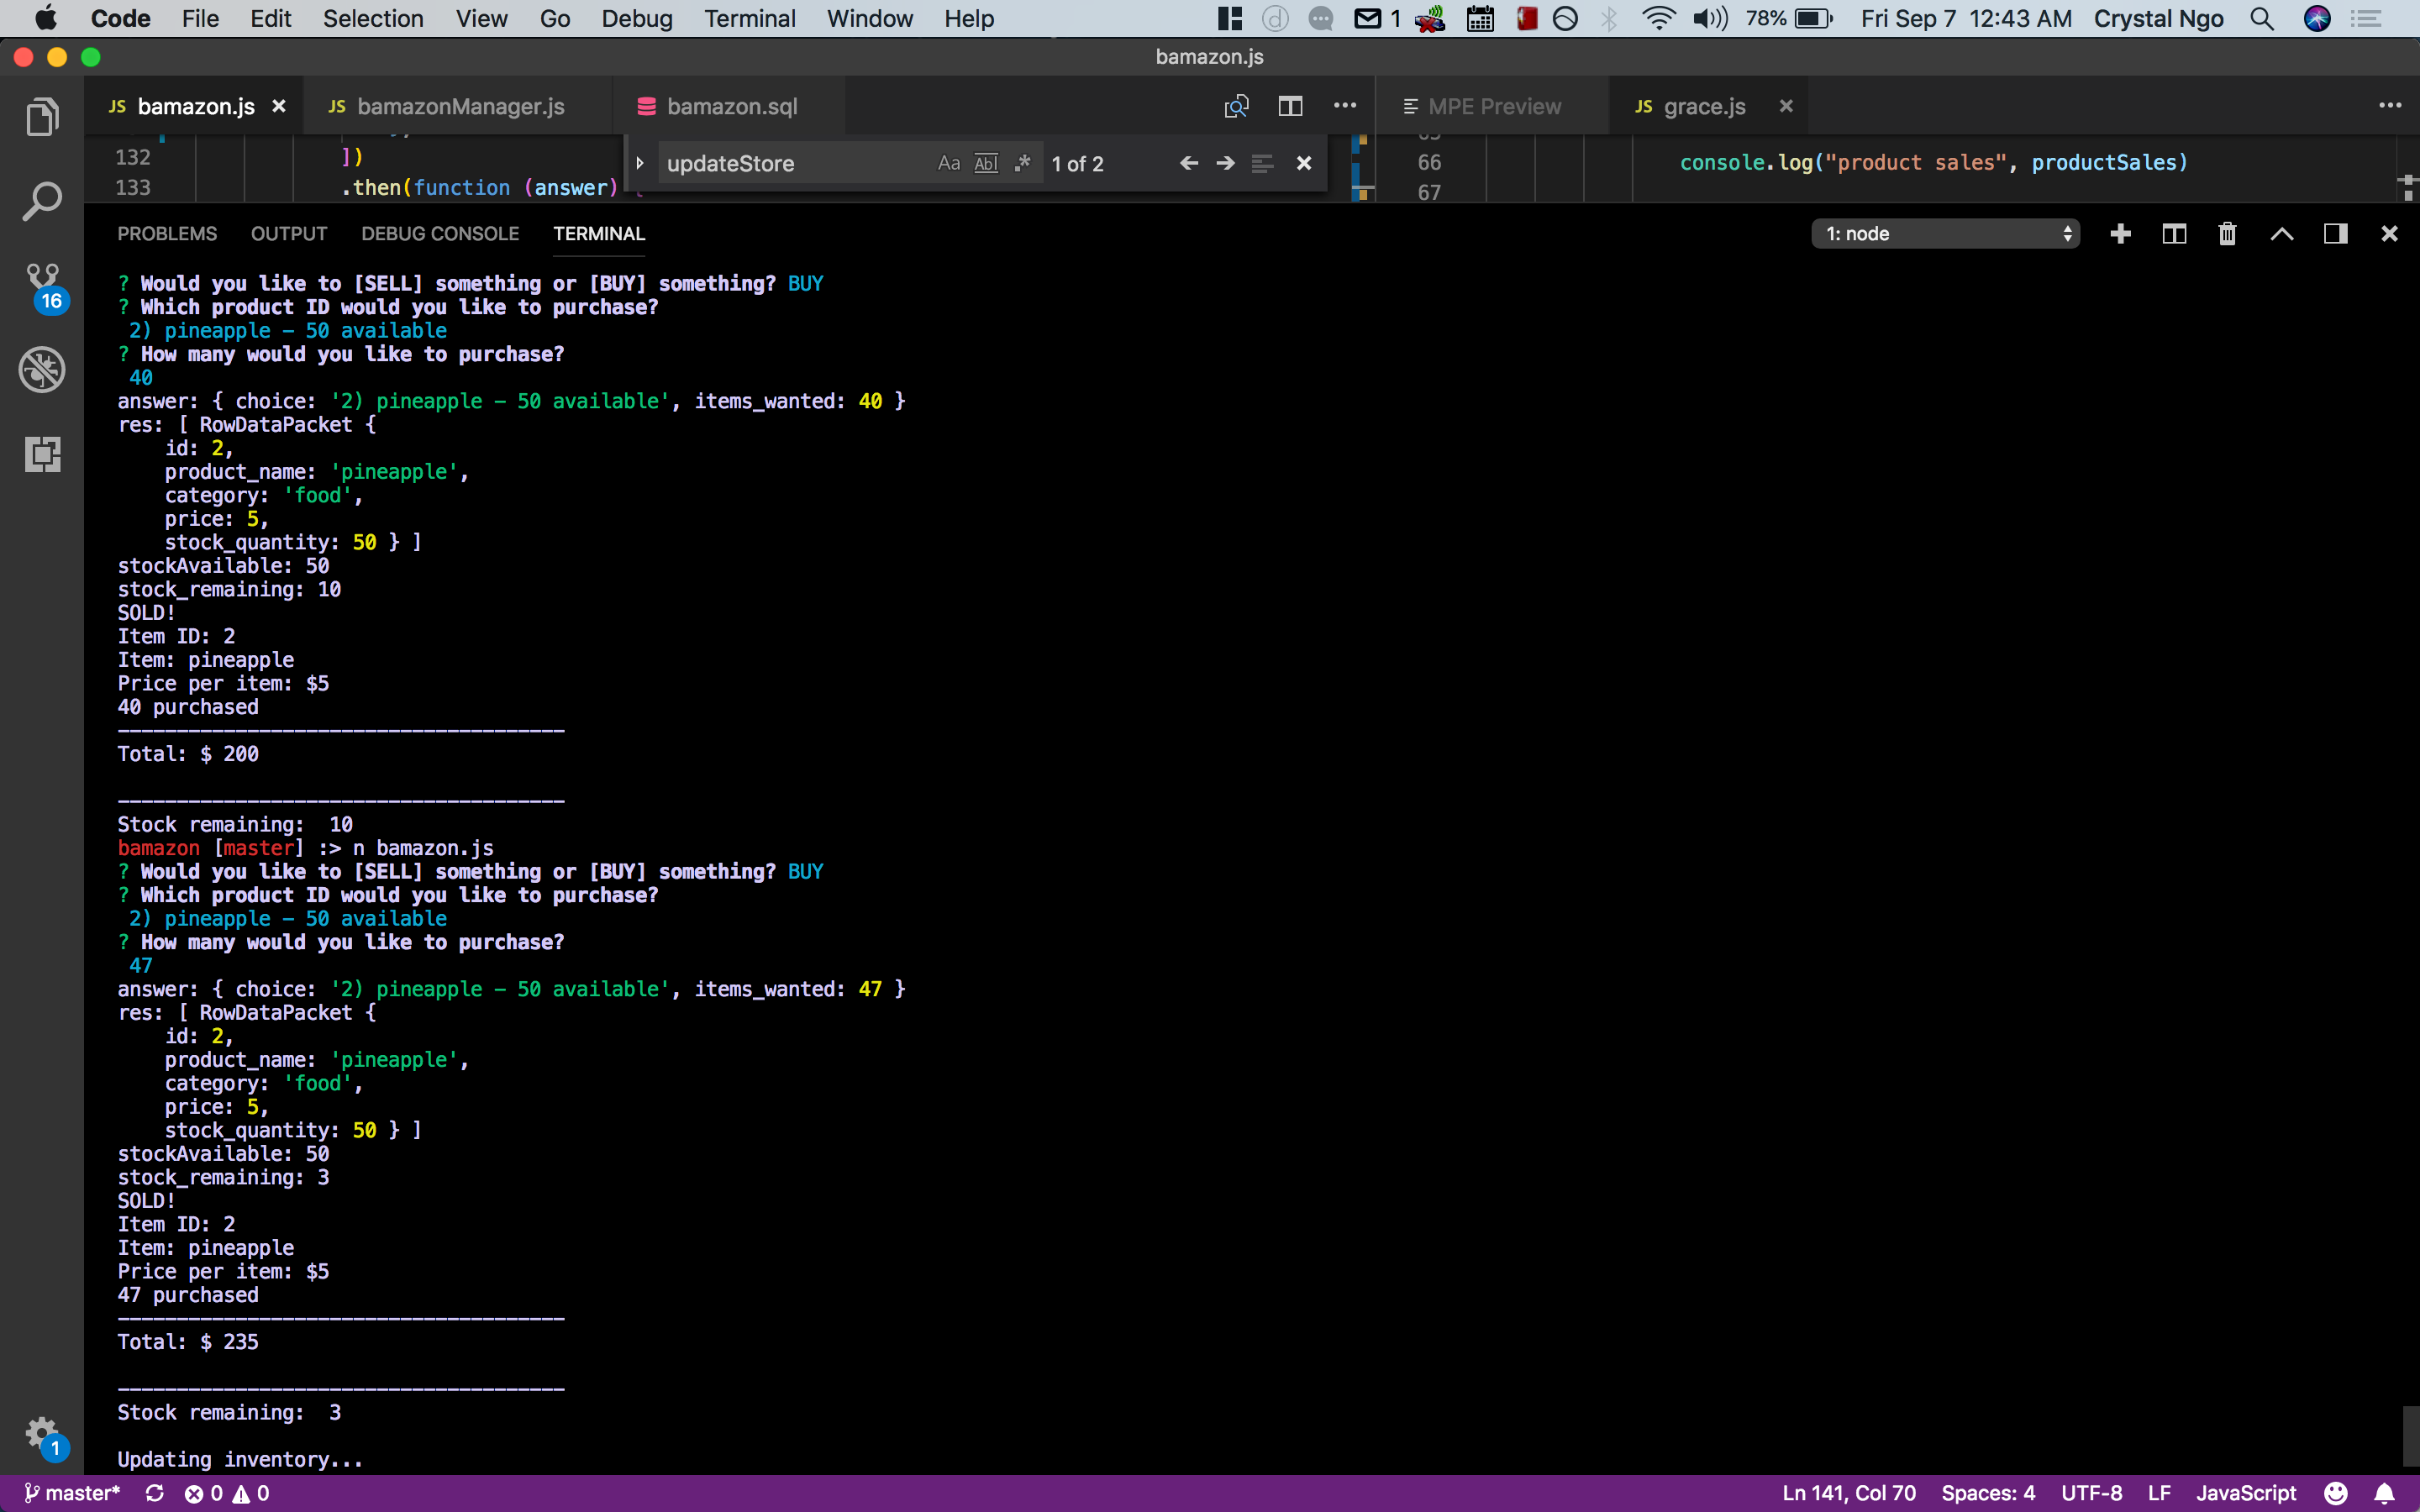 Code File Edit Selection View Go Debug Terminal Window Help 1 78% Fri Sep 7 12:43 AM Crystal Ngo
bamazon.js
JS bamazon.js × JS bamazonManager.js bamazon.sql ••• MPE Preview JS grace.js × •••
132 ])
133 .then(function (answer) {
updateStore Aa Abl .* 1 of 2
66 console.log("product sales", productSales)
67
PROBLEMS OUTPUT DEBUG CONSOLE TERMINAL 1: node
? Would you like to [SELL] something or [BUY] something? BUY
? Which product ID would you like to purchase?
2) pineapple – 50 available
? How many would you like to purchase?
40
answer: { choice: '2) pineapple – 50 available', items_wanted: 40 }
res: [ RowDataPacket {
id: 2,
product_name: 'pineapple',
category: 'food',
price: 5,
stock_quantity: 50 } ]
stockAvailable: 50
stock_remaining: 10
SOLD!
Item ID: 2
Item: pineapple
Price per item: $5
40 purchased
--------------------------------------
Total: $ 200
--------------------------------------
Stock remaining:  10
bamazon [master] :> n bamazon.js
? Would you like to [SELL] something or [BUY] something? BUY
? Which product ID would you like to purchase?
2) pineapple – 50 available
? How many would you like to purchase?
47
answer: { choice: '2) pineapple – 50 available', items_wanted: 47 }
res: [ RowDataPacket {
id: 2,
product_name: 'pineapple',
category: 'food',
price: 5,
stock_quantity: 50 } ]
stockAvailable: 50
stock_remaining: 3
SOLD!
Item ID: 2
Item: pineapple
Price per item: $5
47 purchased
--------------------------------------
Total: $ 235
--------------------------------------
Stock remaining:  3
Updating inventory...
16
1
master* 0 0 Ln 141, Col 70 Spaces: 4 UTF-8 LF JavaScript